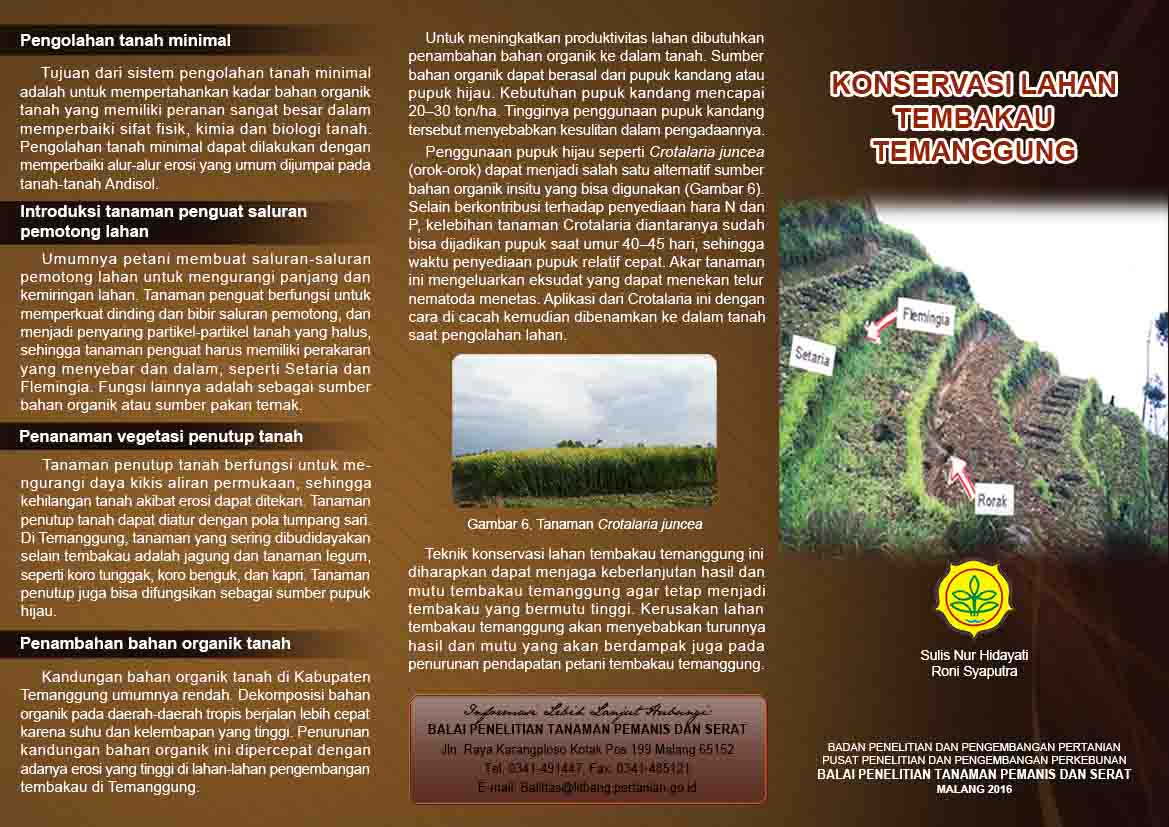 Pengolahan tanah minimal
Tujuan dari sistem pengolahan tanah minimal
adalah untuk mempertahankan kadar bahan organik
tanah yang memiliki peranan sangat besar dalam
memperbaiki sifat fisik, kimia dan biologi tanah.
Pengolahan tanah minimal dapat dilakukan dengan
memperbaiki alur-alur erosi yang umum dijumpai pada
tanah-tanah Andisol.
Introduksi tanaman penguat saluran
pemotong lahan
Umumnya petani membuat saluran-saluran
pemotong lahan untuk mengurangi panjang dan
kemiringan lahan. Tanaman penguat berfungsi untuk
memperkuat dinding dan bibir saluran pemotong, dan
menjadi penyaring partikel-partikel tanah yang halus,
sehingga tanaman penguat harus memiliki perakaran
yang menyebar dan dalam, seperti Setaria dan
Flemingia. Fungsi lainnya adalah sebagai sumber
bahan organik atau sumber pakan ternak.
Penanaman vegetasi penutup tanah
Tanaman penutup tanah berfungsi untuk me-
ngurangi daya kikis aliran permukaan, sehingga
kehilangan tanah akibat erosi dapat ditekan. Tanaman
penutup tanah dapat diatur dengan pola tumpang sari.
Di Temanggung, tanaman yang sering dibudidayakan
selain tembakau adalah jagung dan tanaman legum,
seperti koro tunggak, koro benguk, dan kapri. Tanaman
penutup juga bisa difungsikan sebagai sumber pupuk
hijau.
Penambahan bahan organik tanah
Kandungan bahan organik tanah di Kabupaten
Temanggung umumnya rendah. Dekomposisi bahan
organik pada daerah-daerah tropis berjalan lebih cepat
karena suhu dan kelembapan yang tinggi. Penurunan
kandungan bahan organik ini dipercepat dengan
adanya erosi yang tinggi di lahan-lahan pengembangan
tembakau di Temanggung.
Untuk meningkatkan produktivitas lahan dibutuhkan
penambahan bahan organik ke dalam tanah. Sumber
bahan organik dapat berasal dari pupuk kandang atau
pupuk hijau. Kebutuhan pupuk kandang mencapai
20–30 ton/ha. Tingginya penggunaan pupuk kandang
tersebut menyebabkan kesulitan dalam pengadaannya.
Penggunaan pupuk hijau seperti Crotalaria juncea
(orok-orok) dapat menjadi salah satu alternatif sumber
bahan organik insitu yang bisa digunakan (Gambar 6).
Selain berkontribusi terhadap penyediaan hara N dan
P, kelebihan tanaman Crotalaria diantaranya sudah
bisa dijadikan pupuk saat umur 40–45 hari, sehingga
waktu penyediaan pupuk relatif cepat. Akar tanaman
ini mengeluarkan eksudat yang dapat menekan telur
nematoda menetas. Aplikasi dari Crotalaria ini dengan
cara di cacah kemudian dibenamkan ke dalam tanah
saat pengolahan lahan.
Gambar 6. Tanaman Crotalaria juncea
Teknik konservasi lahan tembakau temanggung ini
diharapkan dapat menjaga keberlanjutan hasil dan
mutu tembakau temanggung agar tetap menjadi
tembakau yang bermutu tinggi. Kerusakan lahan
tembakau temanggung akan menyebabkan turunnya
hasil dan mutu yang akan berdampak juga pada
penurunan pendapatan petani tembakau temanggung.
Informasi Lebih Lanjut Hubungi
BALAI PENELITIAN TANAMAN PEMANIS DAN SERAT
Jln. Raya Karangploso Kotak Pos 199 Malang 65152
Tel. 0341-491447, Fax. 0341-485121
E-mail: Balittas@litbang.pertanian.go.id
KONSERVASI LAHAN
TEMBAKAU
TEMANGGUNG
Flemingia
Setaria
Rorak
Sulis Nur Hidayati
Roni Syaputra
BADAN PENELITIAN DAN PENGEMBANGAN PERTANIAN
PUSAT PENELITIAN DAN PENGEMBANGAN PERKEBUNAN
BALAI PENELITIAN TANAMAN PEMANIS DAN SERAT
MALANG 2016